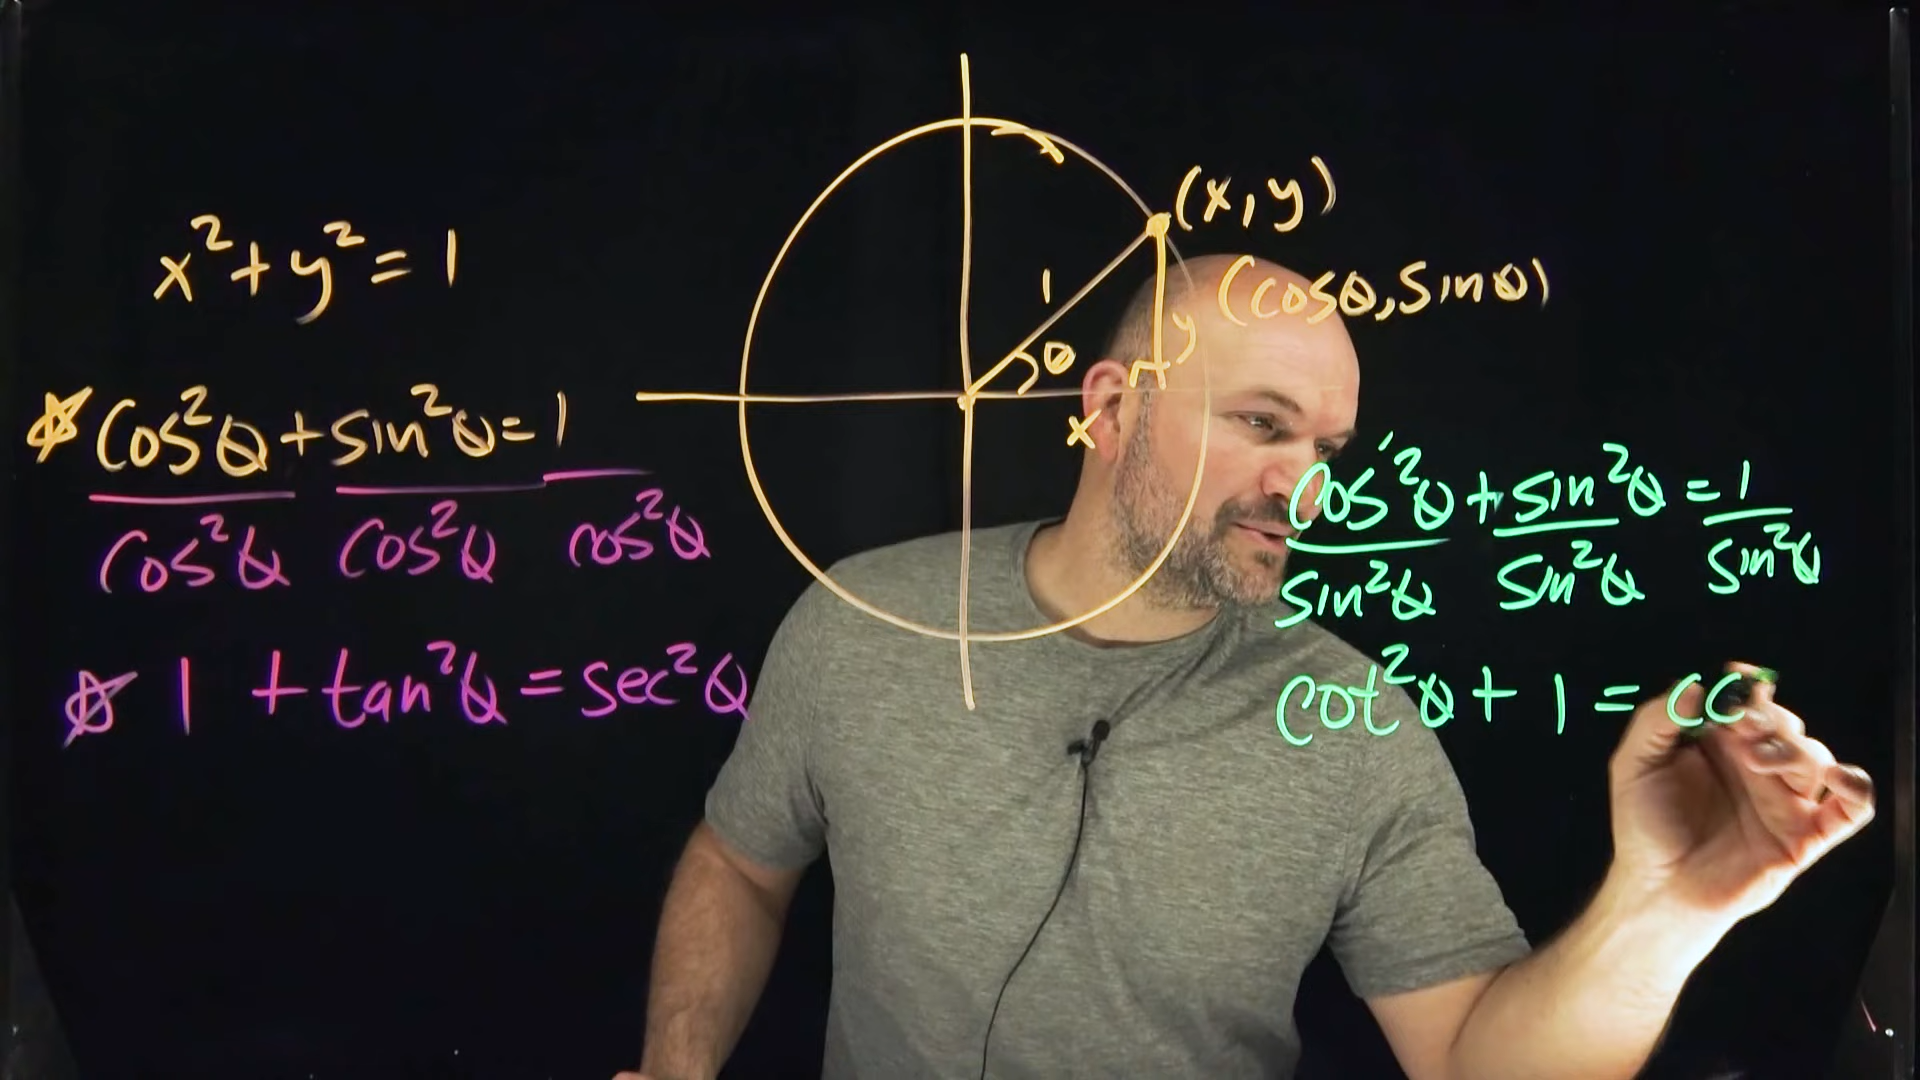 x² + y² = 1
cos²θ + sin²θ = 1
cos²θ cos²θ cos²θ
1 + tan²θ = sec²θ
(x, y)
(cosθ, sinθ)
1
θ
y
x
cos²θ + sin²θ = 1
sin²θ sin²θ sin²θ
cot²θ + 1 = cc